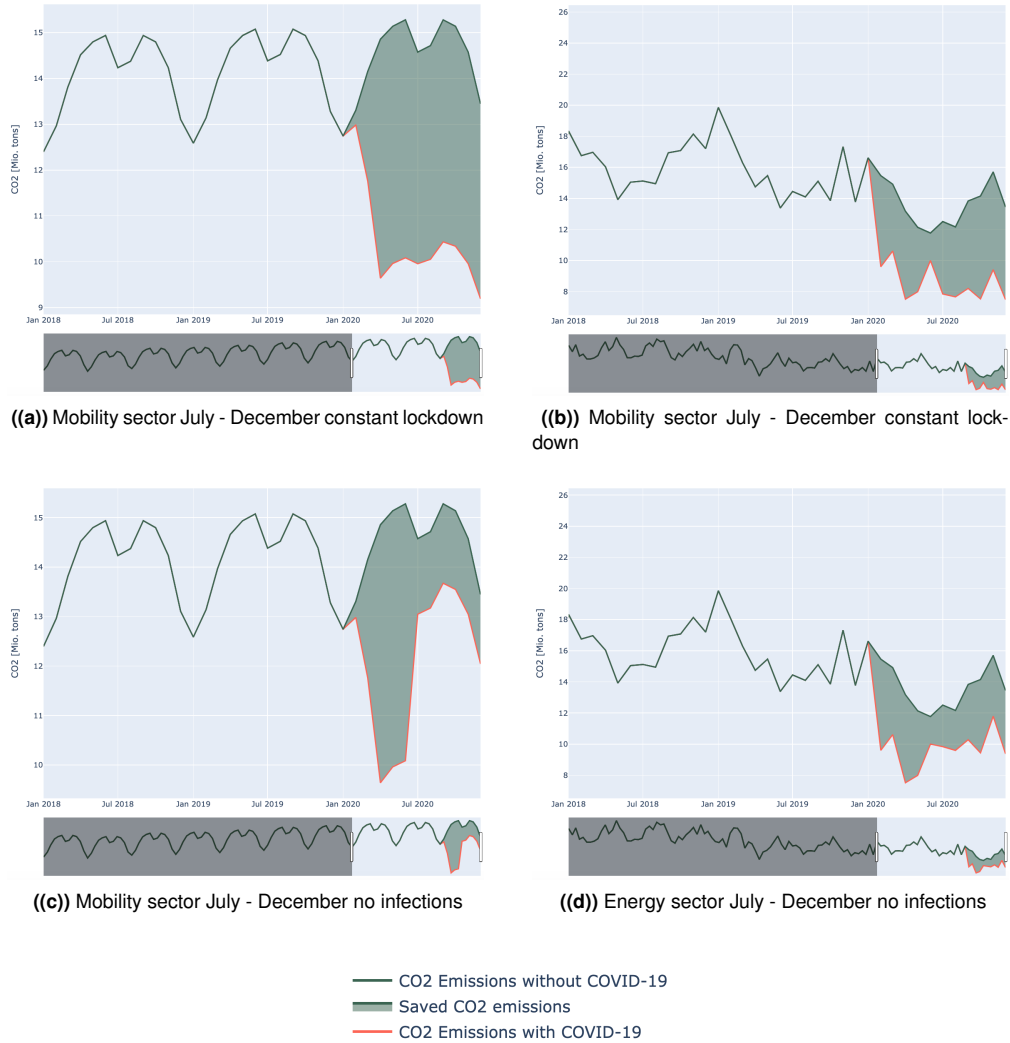 15
14
13
12
11
10
9
CO2 [Mio. tons]
Jan 2018
Jul 2018
Jan 2019
Jul 2019
Jan 2020
Jul 2020
((a)) Mobility sector July - December constant lockdown
26
24
22
20
18
16
14
12
10
8
CO2 [Mio. tons]
Jan 2018
Jul 2018
Jan 2019
Jul 2019
Jan 2020
Jul 2020
((b)) Mobility sector July - December constant lock-
down
15
14
13
12
11
10
CO2 [Mio. tons]
Jan 2018
Jul 2018
Jan 2019
Jul 2019
Jan 2020
Jul 2020
((c)) Mobility sector July - December no infections
26
24
22
20
18
16
14
12
10
8
CO2 [Mio. tons]
Jan 2018
Jul 2018
Jan 2019
Jul 2019
Jan 2020
Jul 2020
((d)) Energy sector July - December no infections
CO2 Emissions without COVID-19
Saved CO2 emissions
CO2 Emissions with COVID-19